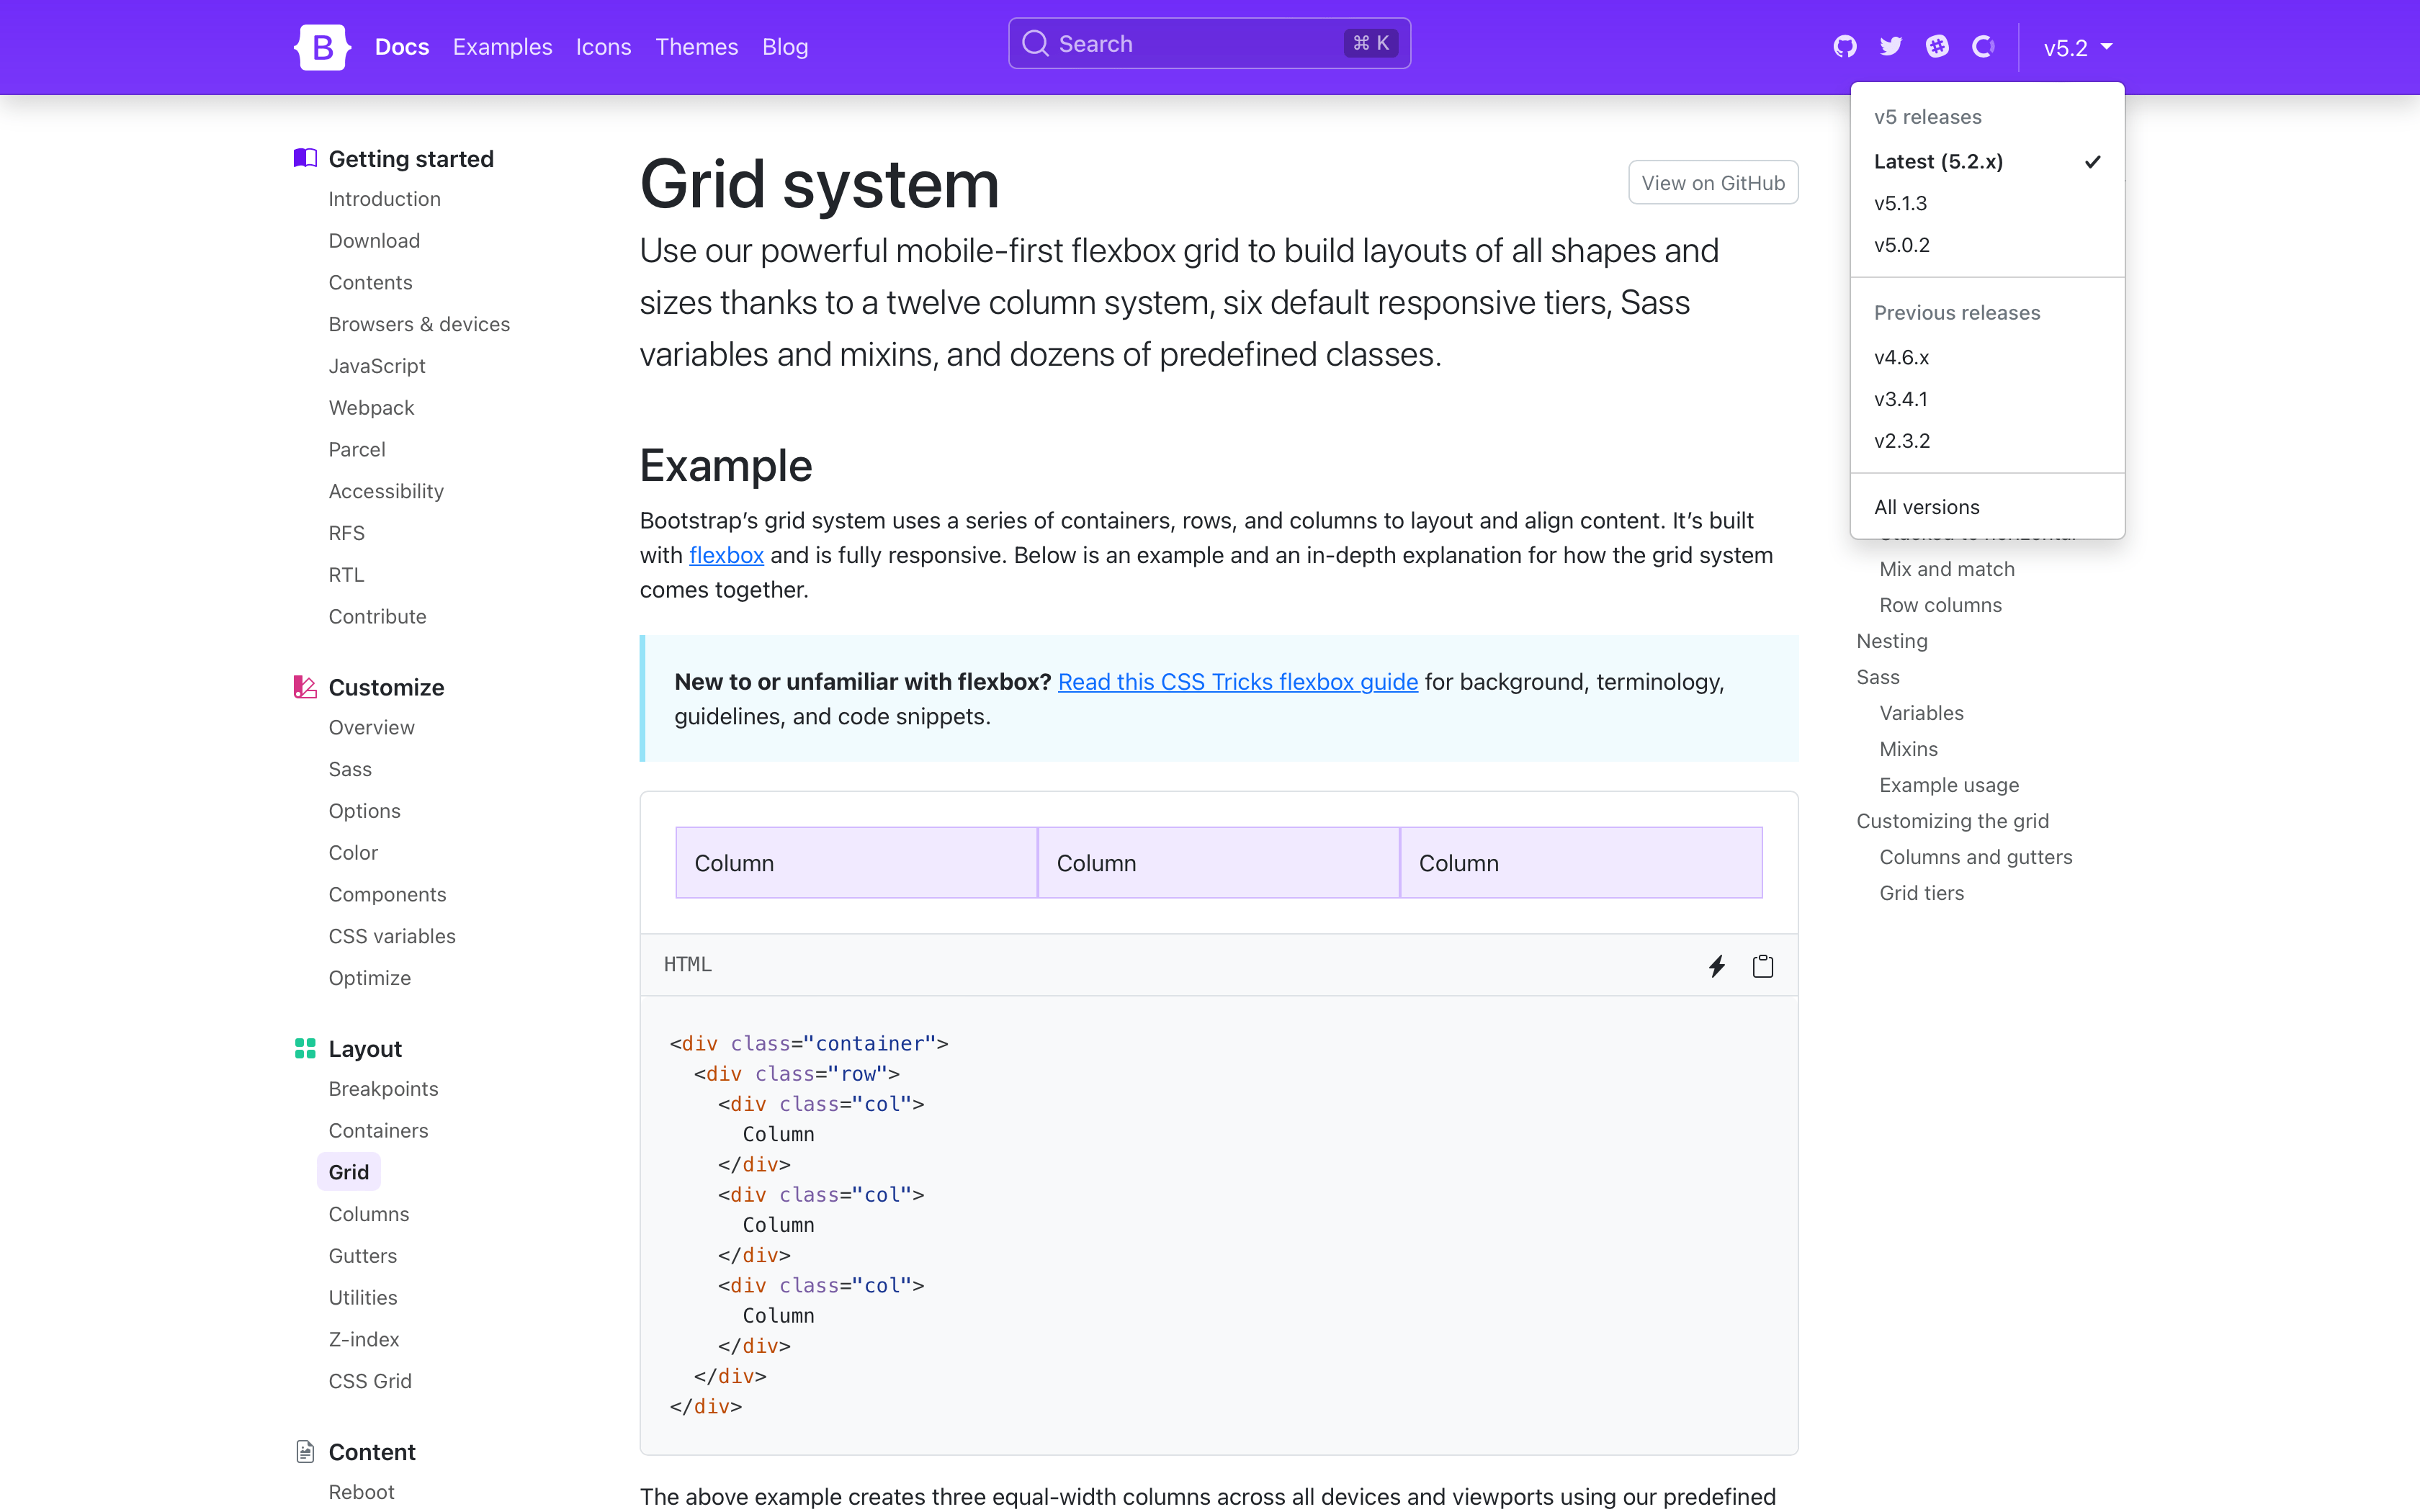 B
Docs
Examples
Icons
Themes
Blog
Search
⌘ K
v5.2
v5 releases
Latest (5.2.x)
v5.1.3
v5.0.2
Previous releases
v4.6.x
v3.4.1
v2.3.2
All versions
Getting started
Introduction
Download
Contents
Browsers & devices
JavaScript
Webpack
Parcel
Accessibility
RFS
RTL
Contribute
Customize
Overview
Sass
Options
Color
Components
CSS variables
Optimize
Layout
Breakpoints
Containers
Grid
Columns
Gutters
Utilities
Z-index
CSS Grid
Content
Reboot
Grid system
View on GitHub
Use our powerful mobile-first flexbox grid to build layouts of all shapes and
sizes thanks to a twelve column system, six default responsive tiers, Sass
variables and mixins, and dozens of predefined classes.
Example
Bootstrap’s grid system uses a series of containers, rows, and columns to layout and align content. It’s built
with flexbox and is fully responsive. Below is an example and an in-depth explanation for how the grid system
comes together.
New to or unfamiliar with flexbox? Read this CSS Tricks flexbox guide for background, terminology,
guidelines, and code snippets.
Column
Column
Column
HTML
<div class="container">
<div class="row">
<div class="col">
Column
</div>
<div class="col">
Column
</div>
<div class="col">
Column
</div>
</div>
</div>
The above example creates three equal-width columns across all devices and viewports using our predefined
Mix and match
Row columns
Nesting
Sass
Variables
Mixins
Example usage
Customizing the grid
Columns and gutters
Grid tiers